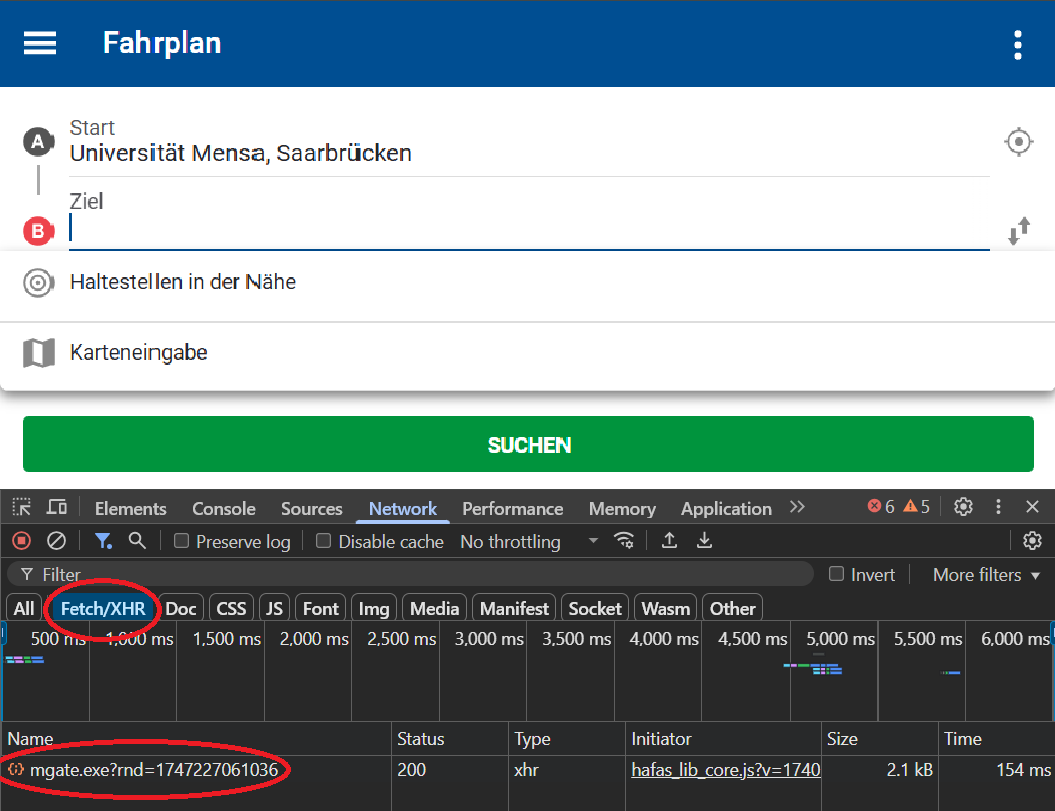 Fahrplan
A
Start
Universität Mensa, Saarbrücken
Ziel
B
Haltestellen in der Nähe
Karteneingabe
SUCHEN
Elements Console Sources Network Performance Memory Application 6 5
Preserve log Disable cache No throttling
Filter Invert More filters
All Fetch/XHR Doc CSS JS Font Img Media Manifest Socket Wasm Other
500 ms 1,000 ms 1,500 ms 2,000 ms 2,500 ms 3,000 ms 3,500 ms 4,000 ms 4,500 ms 5,000 ms 5,500 ms 6,000 ms
Name Status Type Initiator Size Time
mgate.exe?rnd=1747227061036 200 xhr hafas_lib_core.js?v=1740 2.1 kB 154 ms